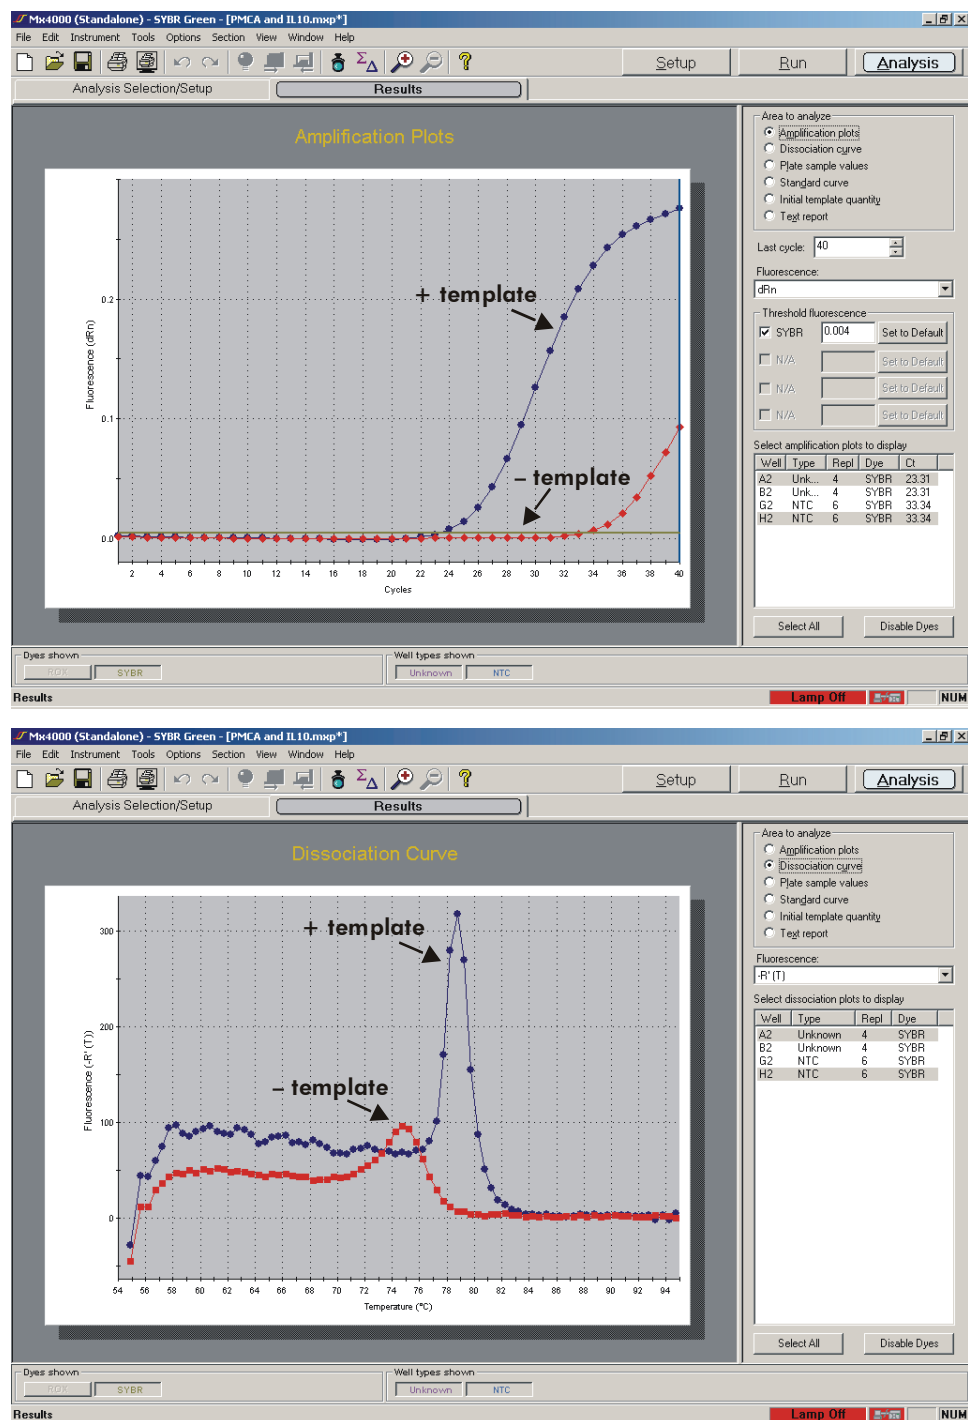 Mx4000 (Standalone) - SYBR Green - [PMCA and IL10.mxp*]
File Edit Instrument Tools Options Section View Window Help
Setup Run Analysis
Analysis Selection/Setup Results
Amplification Plots
Fluorescence (dRn)
0.2
0.1
0.0
+ template
– template
2 4 6 8 10 12 14 16 18 20 22 24 26 28 30 32 34 36 38 40
Cycles
Area to analyze
Amplification plots
Dissociation curve
Plate sample values
Standard curve
Initial template quantity
Text report
Last cycle: 40
Fluorescence:
dRn
Threshold fluorescence
SYBR 0.004 Set to Default
N/A Set to Default
N/A Set to Default
N/A Set to Default
Select amplification plots to display
Well Type Repl Dye Ct
A2 Unk... 4 SYBR 23.31
B2 Unk... 4 SYBR 23.31
G2 NTC 6 SYBR 33.34
H2 NTC 6 SYBR 33.34
Select All Disable Dyes
Dyes shown
ROX SYBR
Well types shown
Unknown NTC
Results Lamp Off NUM
Mx4000 (Standalone) - SYBR Green - [PMCA and IL10.mxp*]
File Edit Instrument Tools Options Section View Window Help
Setup Run Analysis
Analysis Selection/Setup Results
Dissociation Curve
Fluorescence (-R' (T))
300
200
100
0
+ template
– template
54 56 58 60 62 64 66 68 70 72 74 76 78 80 82 84 86 88 90 92 94
Temperature (°C)
Area to analyze
Amplification plots
Dissociation curve
Plate sample values
Standard curve
Initial template quantity
Text report
Fluorescence:
-R' (T)
Select dissociation plots to display
Well Type Repl Dye
A2 Unknown 4 SYBR
B2 Unknown 4 SYBR
G2 NTC 6 SYBR
H2 NTC 6 SYBR
Select All Disable Dyes
Dyes shown
ROX SYBR
Well types shown
Unknown NTC
Results Lamp Off NUM